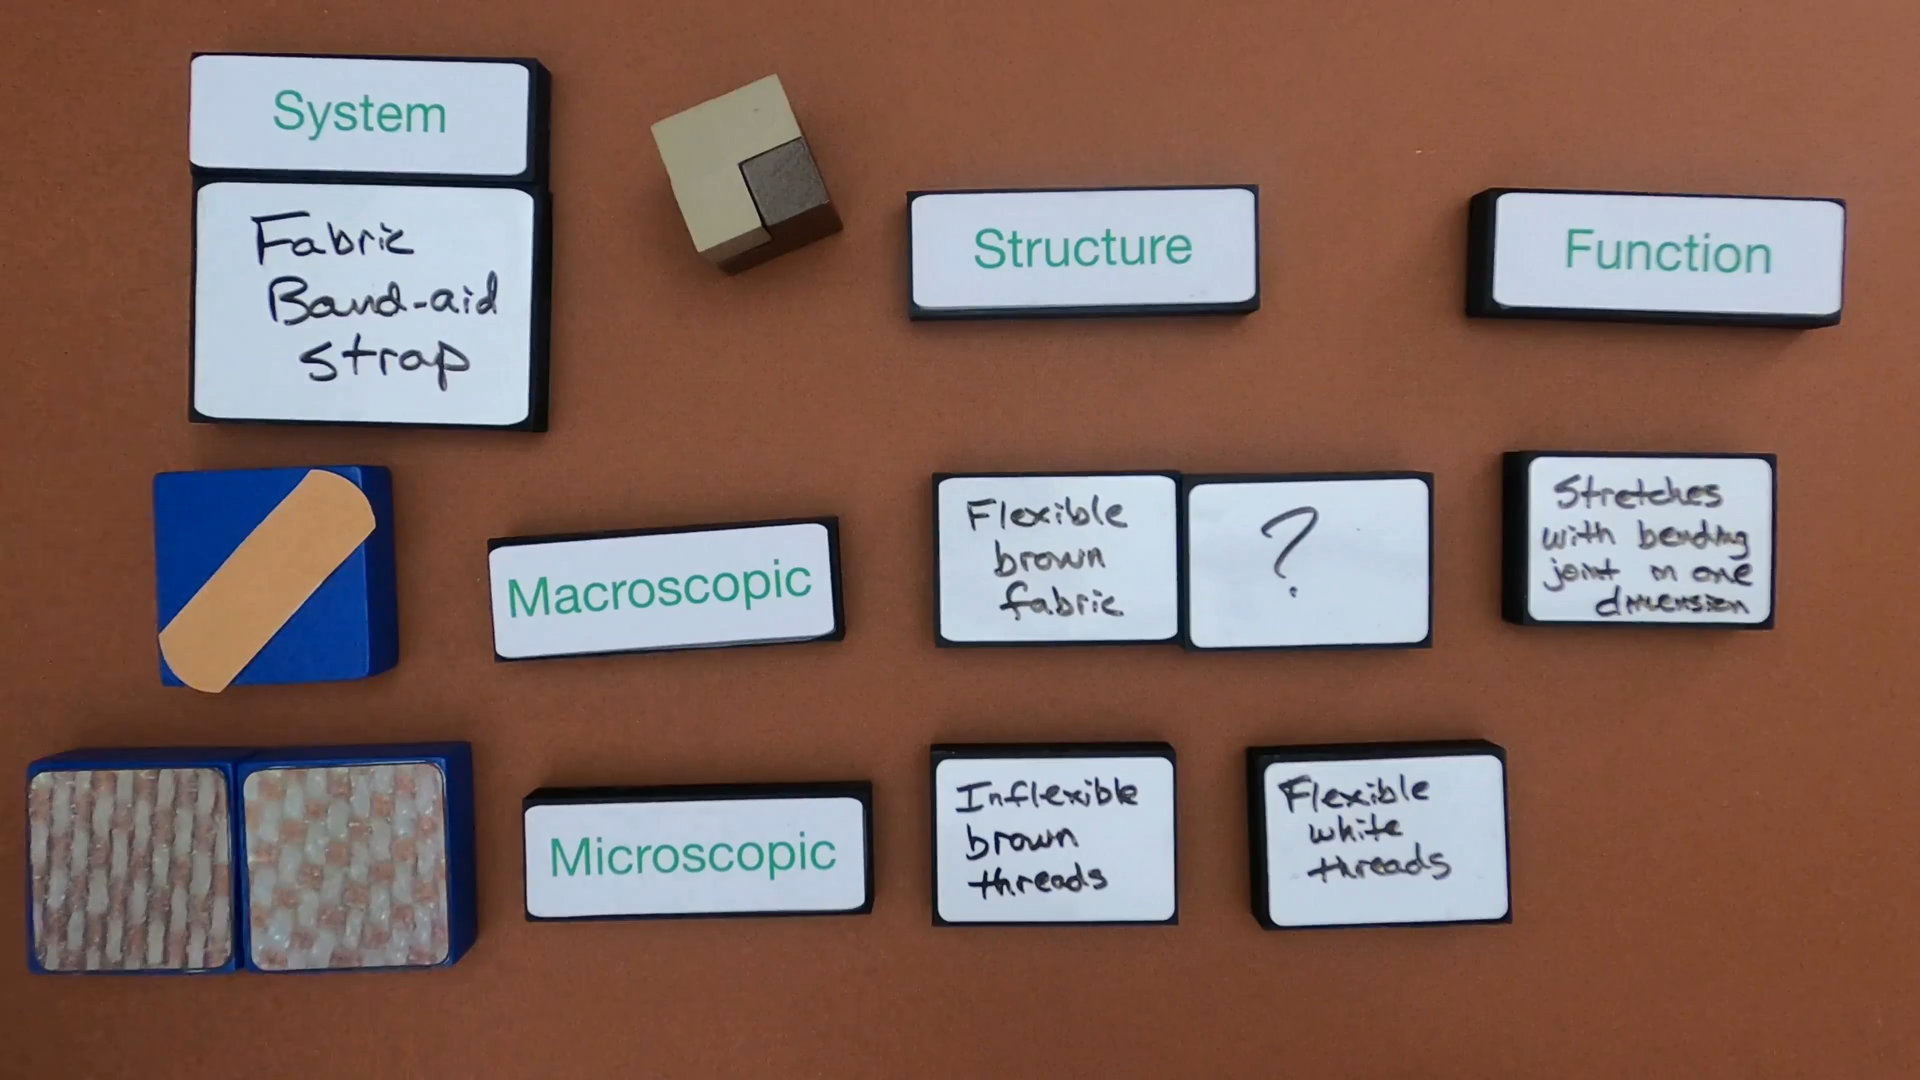 System
Fabric
Band-aid
strap
Structure
Function
Macroscopic
Flexible
brown
fabric
?
Stretches
with bending
joint in one
dimension
Microscopic
Inflexible
brown
threads
Flexible
white
threads